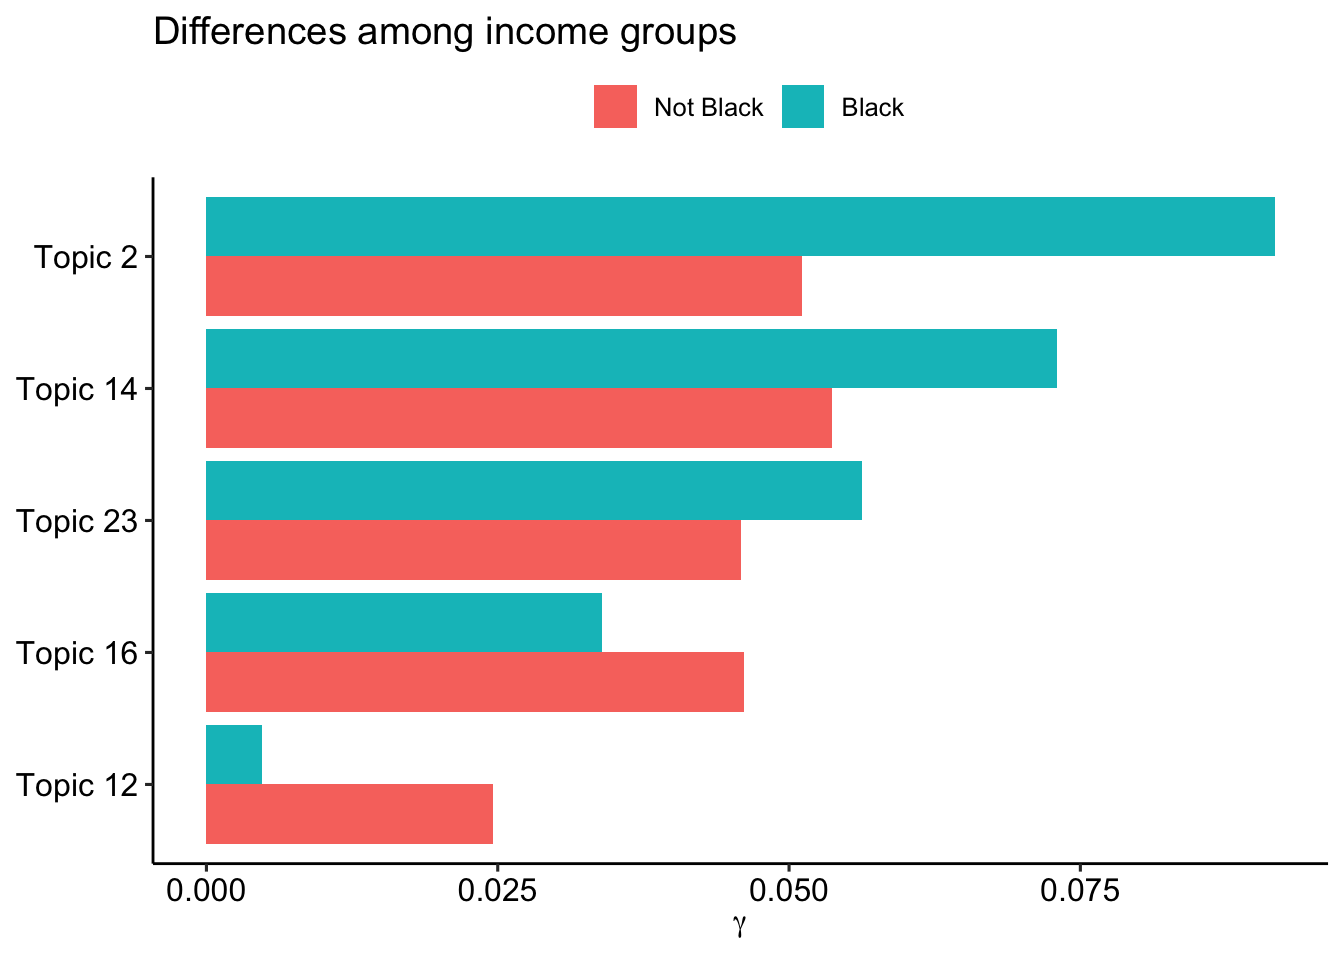 Differences among income groups
Not Black
Black
Topic 2
Topic 14
Topic 23
Topic 16
Topic 12
0.000 0.025 0.050 0.075
γ